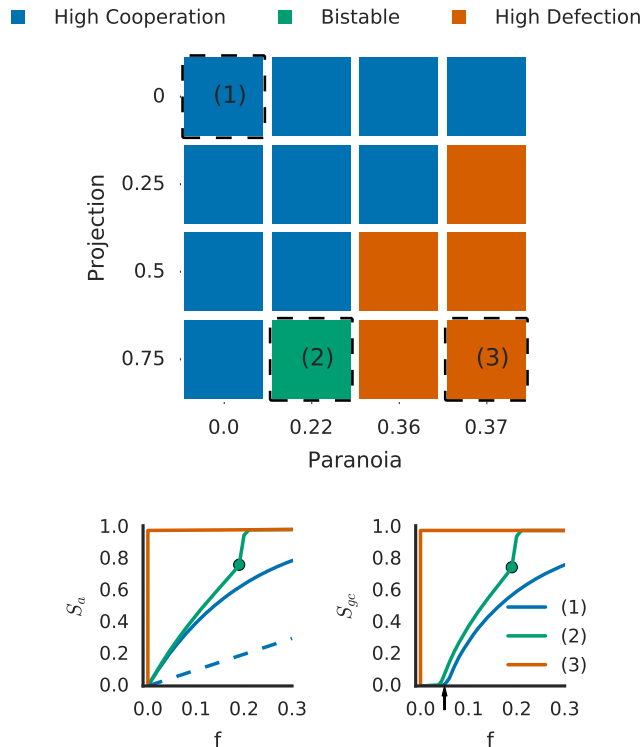 High Cooperation Bistable High Defection
0 (1)
0.25
0.5
0.75 (2) (3)
Projection
0.0 0.22 0.36 0.37
Paranoia
1.0 1.0
0.8 0.8
0.6 0.6
0.4 0.4 (1)
0.2 0.2 (2)
0.0 0.0 (3)
S_a S_gc
0.0 0.1 0.2 0.3 0.0 0.1 0.2 0.3
f f